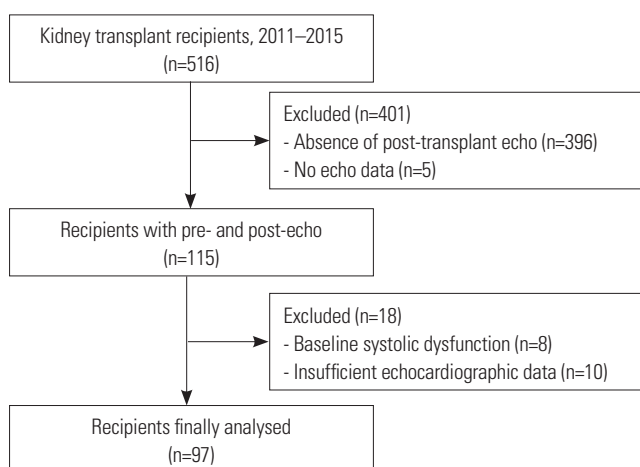 Kidney transplant recipients, 2011–2015
(n=516)
Excluded (n=401)
- Absence of post-transplant echo (n=396)
- No echo data (n=5)
Recipients with pre- and post-echo
(n=115)
Excluded (n=18)
- Baseline systolic dysfunction (n=8)
- Insufficient echocardiographic data (n=10)
Recipients finally analysed
(n=97)